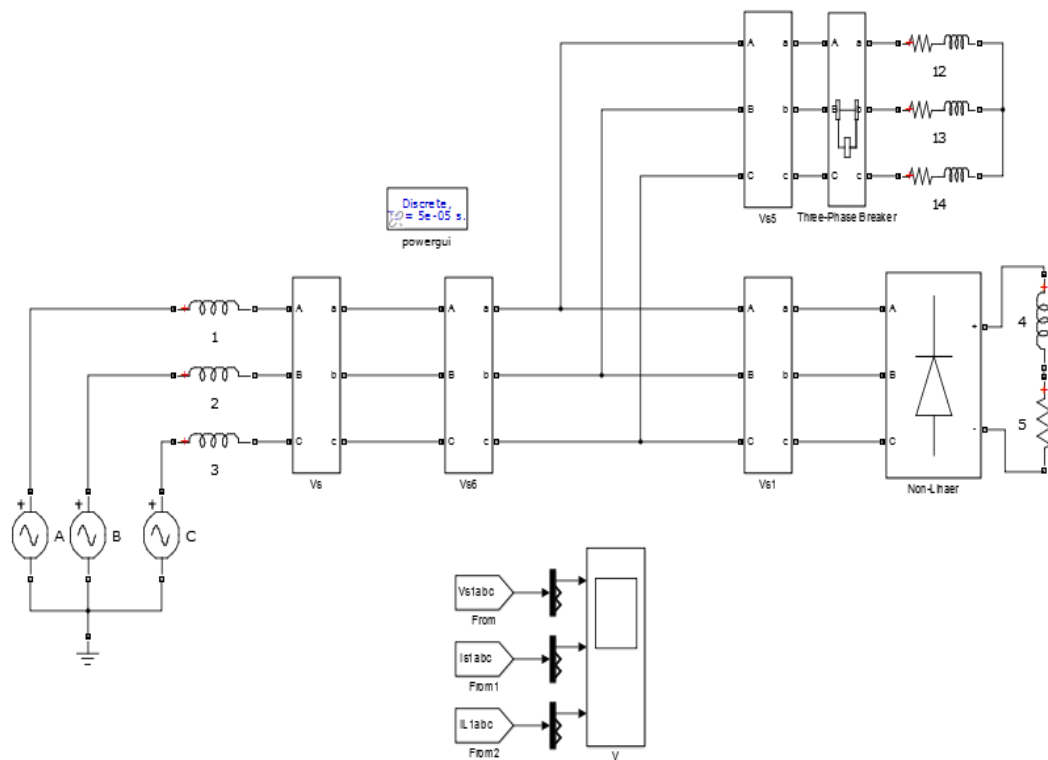 A a A a
12
B b B b
13
C c C c
14
Vs5 Three-Phase Breaker
Discrete,
= 5e-05 s.
powergui
A a A a A a A +
1
4
2
B b B b B b B
3
C c C c C c C -
5
Vs Vs6 Vs1 Non-Linaer
+ + +
A B C
Vs1abc
From
Is1abc
From1
IL1abc
From2
V